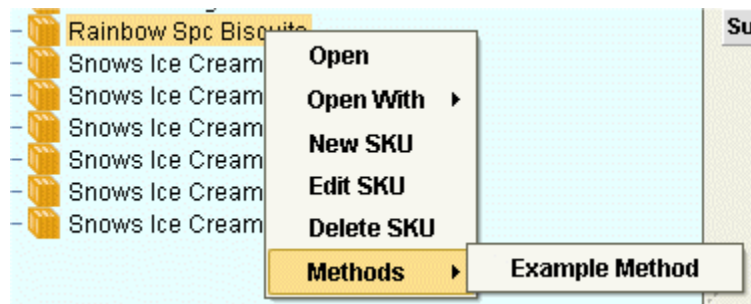 Rainbow Spc Biscuits
Snows Ice Cream
Snows Ice Cream
Snows Ice Cream
Snows Ice Cream
Snows Ice Cream
Snows Ice Cream
Open
Open With
New SKU
Edit SKU
Delete SKU
Methods
Example Method